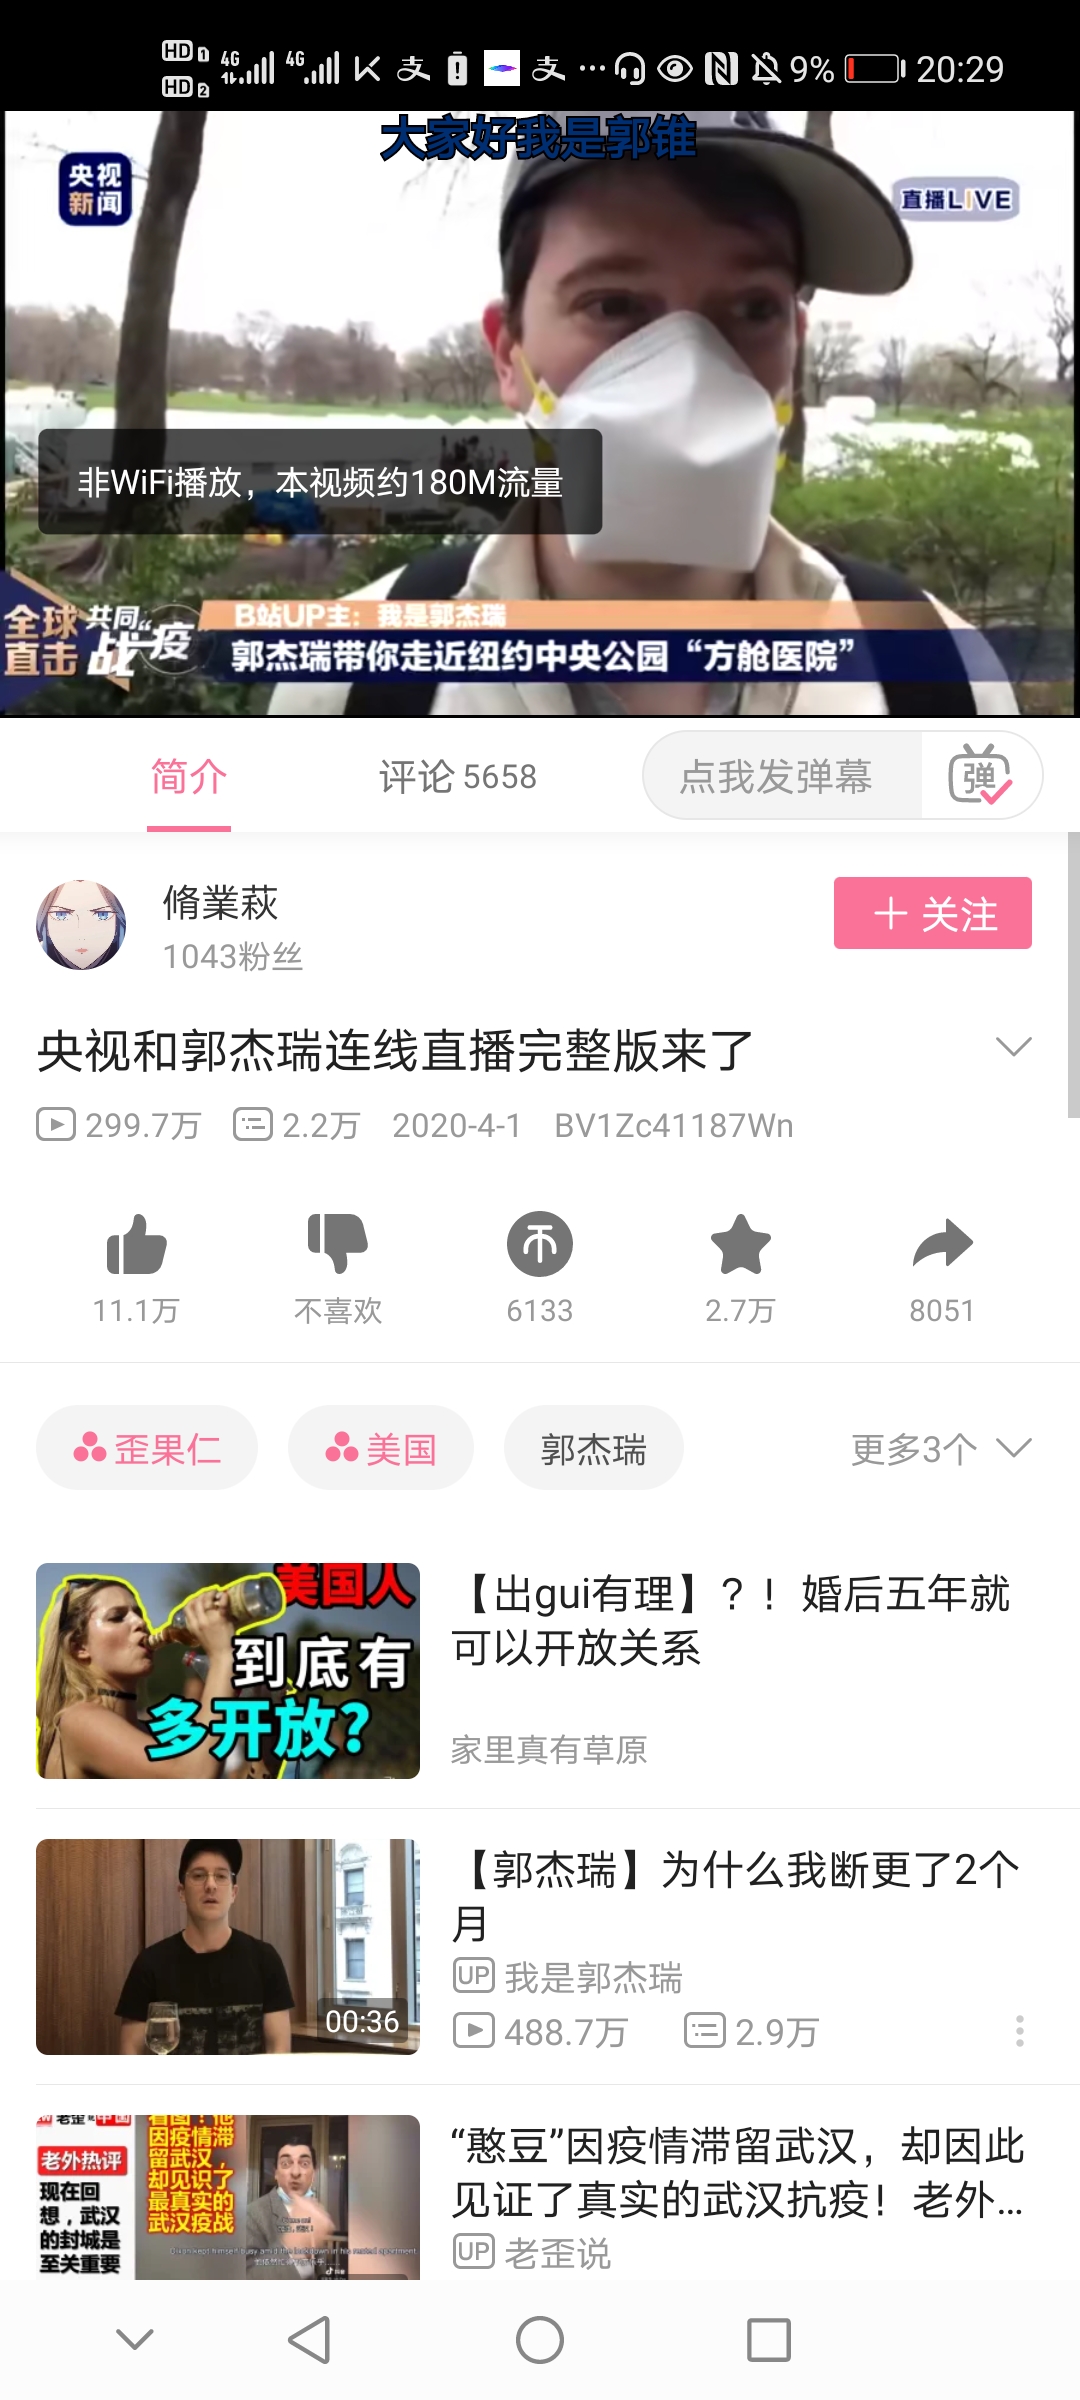 HD 1 4G 4G 9% 20:29
HD 2
大家好我是郭锥
央视
新闻
直播LIVE
非WiFi播放，本视频约180M流量
全球
直击
共同
战“疫
B站UP主：我是郭杰瑞
郭杰瑞带你走近纽约中央公园“方舱医院”
简介 评论 5658 点我发弹幕 弹
脩業萩
1043粉丝
+ 关注
央视和郭杰瑞连线直播完整版来了
299.7万 2.2万 2020-4-1 BV1Zc41187Wn
11.1万 不喜欢 6133 2.7万 8051
歪果仁 美国 郭杰瑞 更多3个
美国人
到底有
多开放?
【出gui有理】？！婚后五年就
可以开放关系
家里真有草原
00:36
【郭杰瑞】为什么我断更了2个
月
UP 我是郭杰瑞
488.7万 2.9万
老外热评
现在回
想，武汉
的封城是
至关重要
因疫情滞
留武汉，
却见识了
最真实的
武汉疫战
“憨豆”因疫情滞留武汉，却因此
见证了真实的武汉抗疫！老外...
UP 老歪说